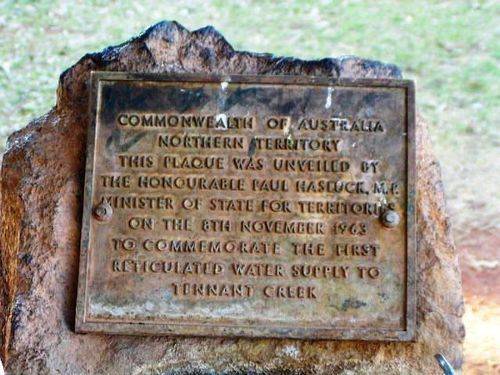 COMMONWEALTH OF AUSTRALIA
NORTHERN TERRITORY
THIS PLAQUE WAS UNVEILED BY
THE HONOURABLE PAUL HASLUCK, M.P.
MINISTER OF STATE FOR TERRITORIES
ON THE 8TH NOVEMBER 1963
TO COMMEMORATE THE FIRST
RETICULATED WATER SUPPLY TO
TENNANT CREEK